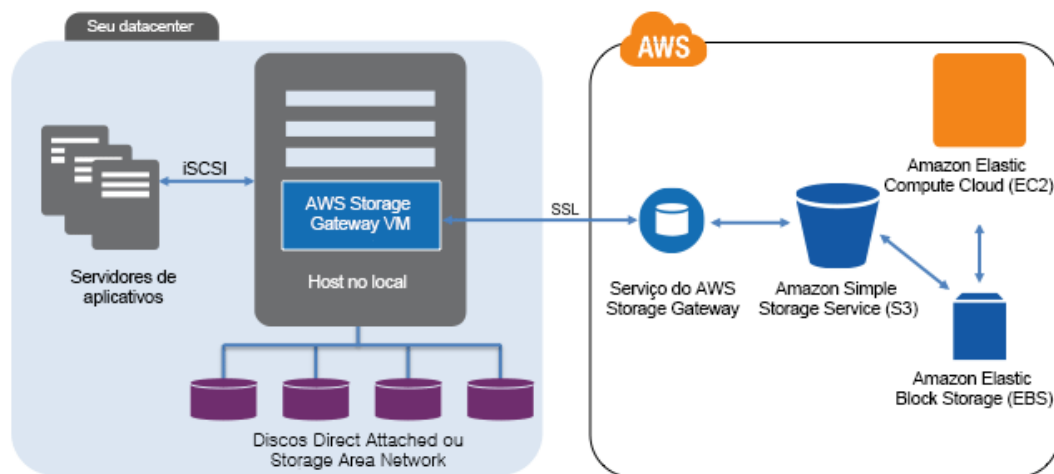 Seu datacenter
AWS
iSCSI
AWS Storage
Gateway VM
SSL
Servidores de
aplicativos
Host no local
Discos Direct Attached ou
Storage Area Network
Serviço do AWS
Storage Gateway
Amazon Simple
Storage Service (S3)
Amazon Elastic
Compute Cloud (EC2)
Amazon Elastic
Block Storage (EBS)